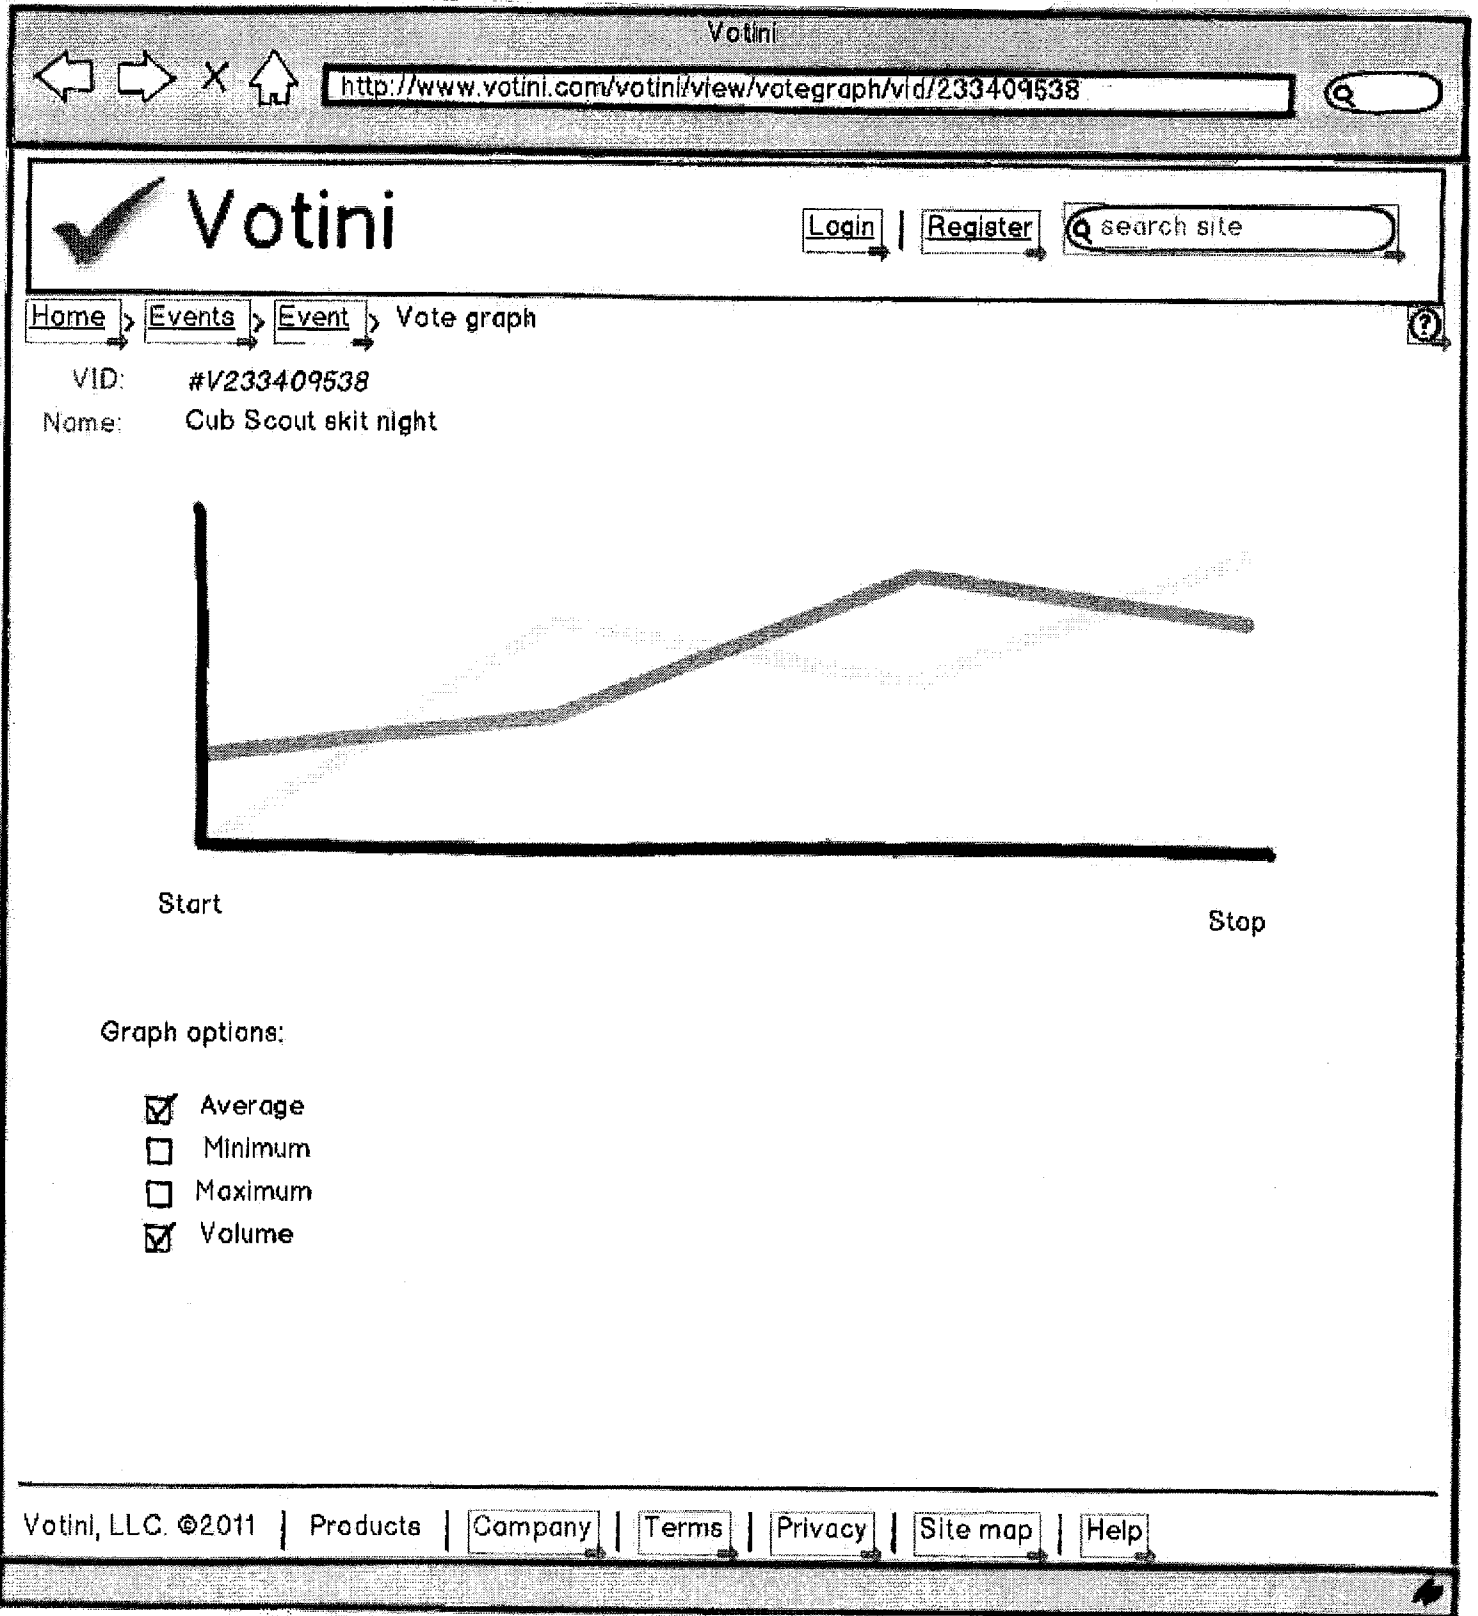 Votini
http://www.votini.com/votini/view/votegraph/vid/233409538
Votini
Login | Register search site
Home > Events > Event > Vote graph ?
VID: #V233409538
Name: Cub Scout skit night
Start
Stop
Graph options:
Average
Minimum
Maximum
Volume
Votini, LLC. ©2011 | Products | Company | Terms | Privacy | Site map | Help